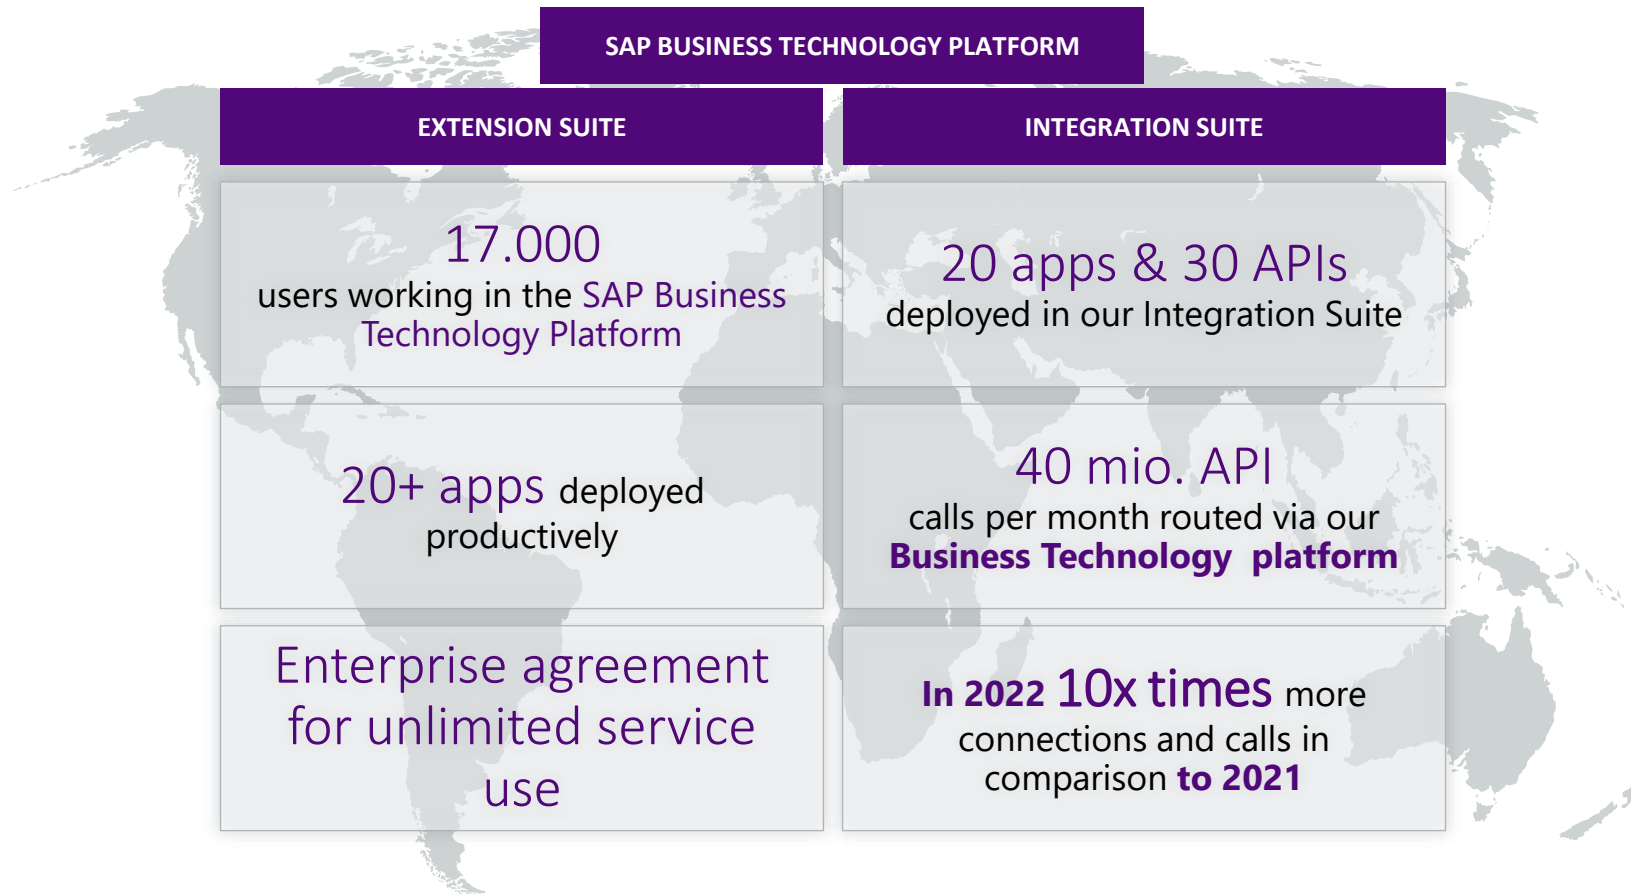 SAP BUSINESS TECHNOLOGY PLATFORM
EXTENSION SUITE
17.000
users working in the SAP Business
Technology Platform
20+ apps deployed
productively
Enterprise agreement
for unlimited service
use
INTEGRATION SUITE
20 apps & 30 APIs
deployed in our Integration Suite
40 mio. API
calls per month routed via our
Business Technology platform
In 2022 10x times more
connections and calls in
comparison to 2021